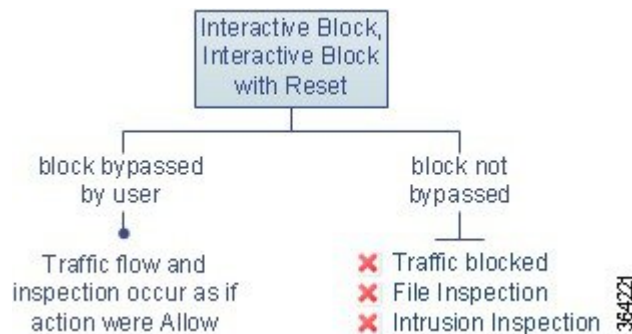 Interactive Block,
Interactive Block
with Reset
block bypassed
by user
block not
bypassed
Traffic flow and
inspection occur as if
action were Allow
Traffic blocked
File Inspection
Intrusion Inspection
364221